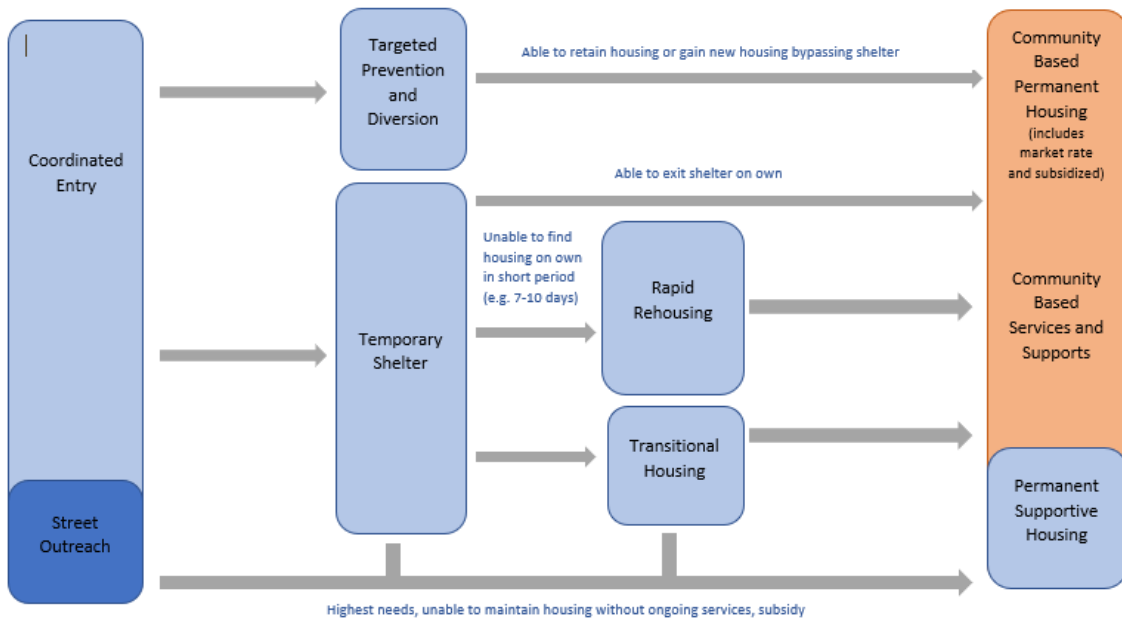 Coordinated
Entry
Street
Outreach
Targeted
Prevention
and
Diversion
Able to retain housing or gain new housing bypassing shelter
Temporary
Shelter
Able to exit shelter on own
Unable to find
housing on own
in short period
(e.g. 7-10 days)
Rapid
Rehousing
Transitional
Housing
Community
Based
Permanent
Housing
(includes
market rate
and subsidized)
Community
Based
Services and
Supports
Permanent
Supportive
Housing
Highest needs, unable to maintain housing without ongoing services, subsidy